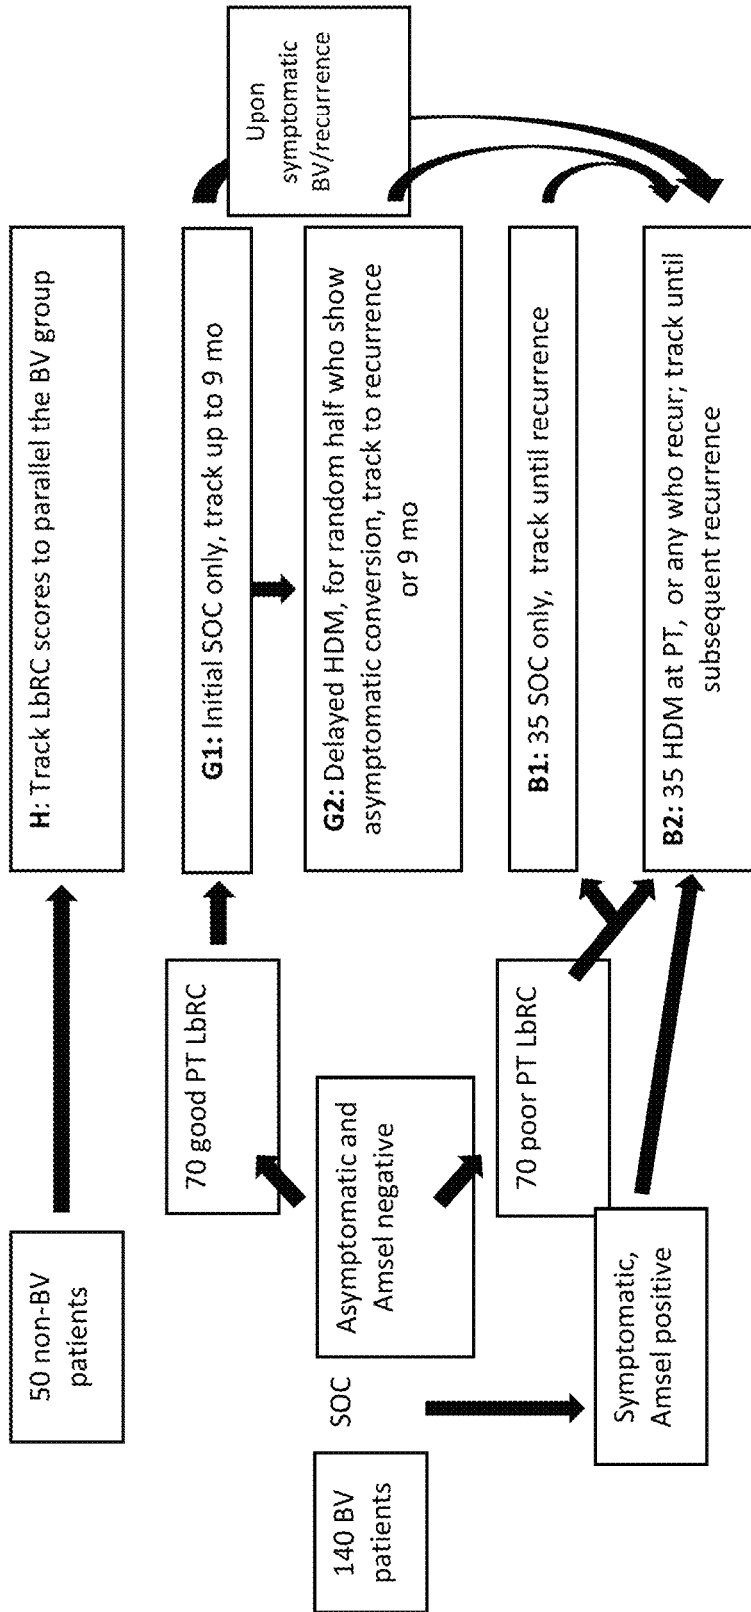 50 non-BV
patients
H: Track LbRC scores to parallel the BV group
70 good PT LbRC
G1: Initial SOC only, track up to 9 mo
Upon
symptomatic
BV/recurrence
140 BV
patients
SOC
Asymptomatic and
Amsel negative
G2: Delayed HDM, for random half who show
asymptomatic conversion, track to recurrence
or 9 mo
70 poor PT LbRC
B1: 35 SOC only, track until recurrence
Symptomatic,
Amsel positive
B2: 35 HDM at PT, or any who recur; track until
subsequent recurrence